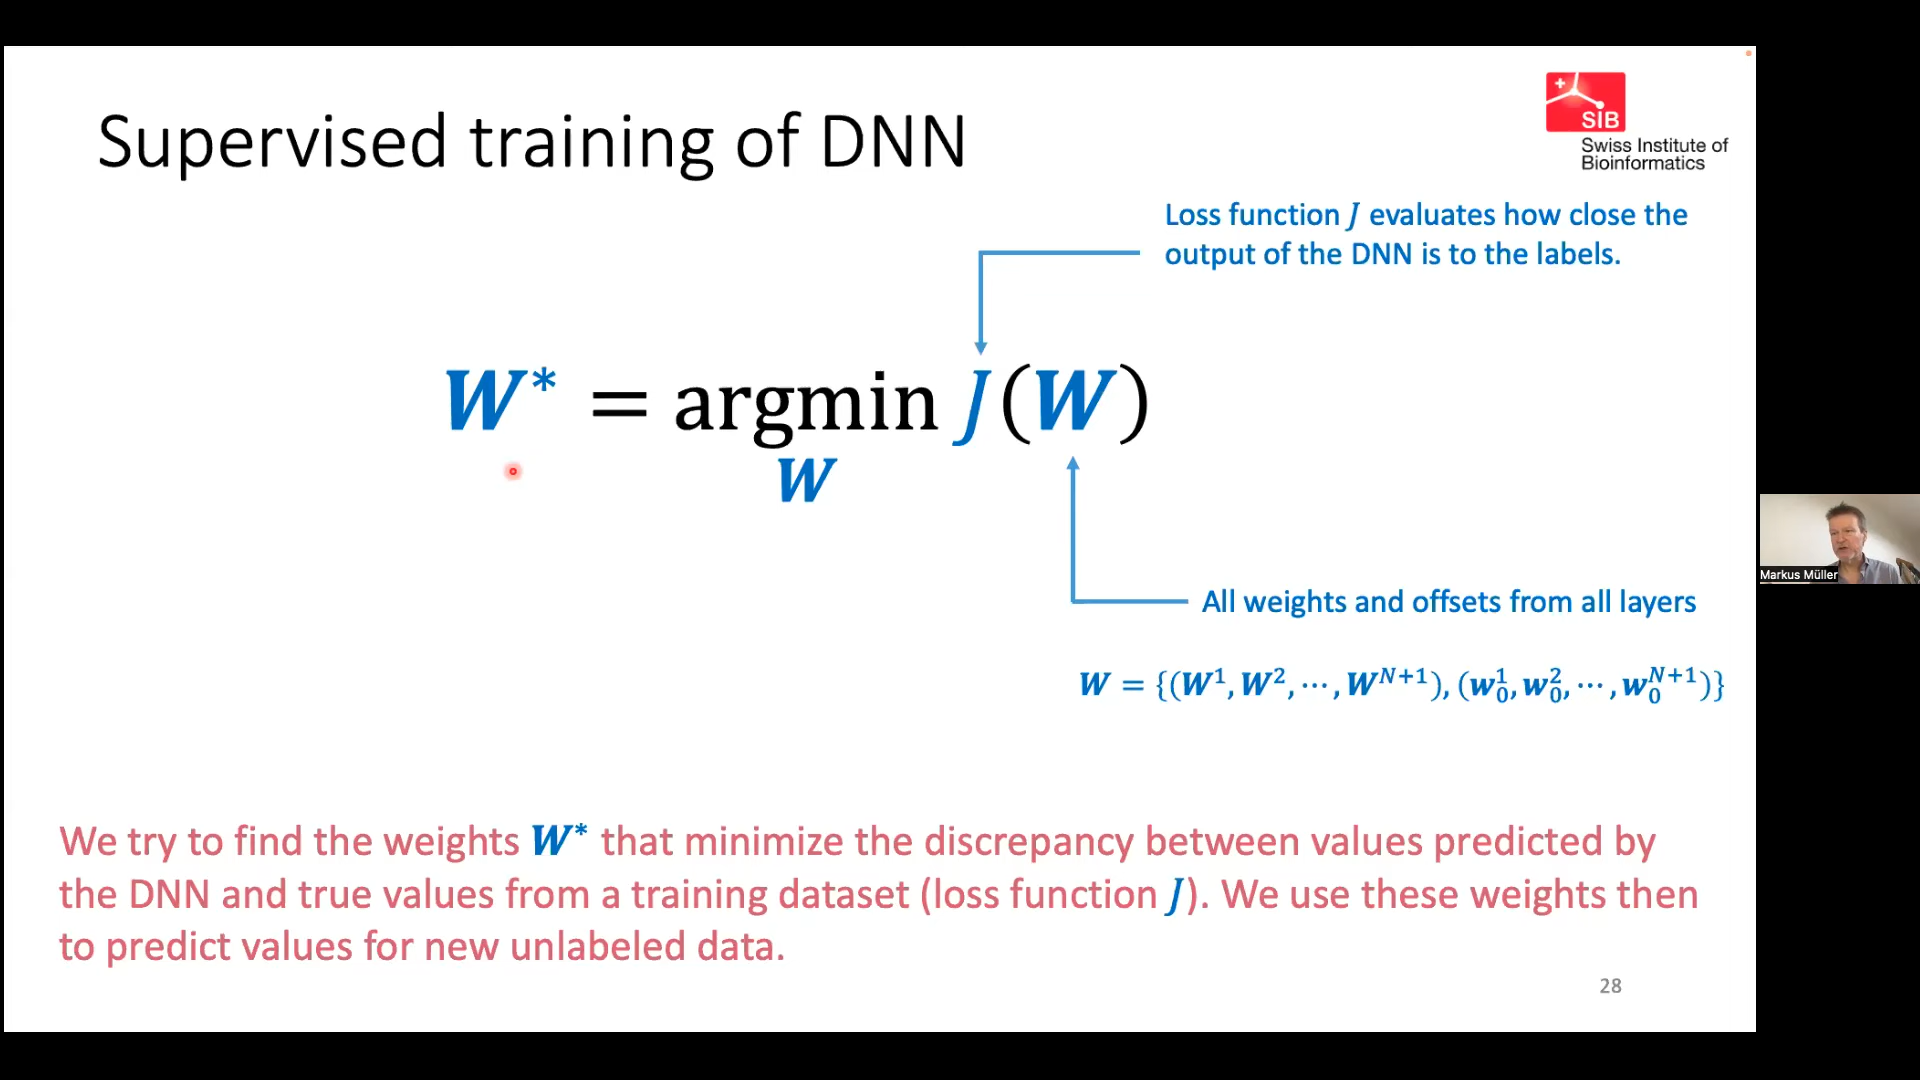 Supervised training of DNN
SIB
Swiss Institute of
Bioinformatics
Loss function J evaluates how close the
output of the DNN is to the labels.
W* = argmin J(W)
W
All weights and offsets from all layers
W = {(W¹, W², ⋯, Wᴺ⁺¹), (w₀¹, w₀², ⋯, w₀ᴺ⁺¹)}
Markus Müller
We try to find the weights W* that minimize the discrepancy between values predicted by
the DNN and true values from a training dataset (loss function J). We use these weights then
to predict values for new unlabeled data.
28